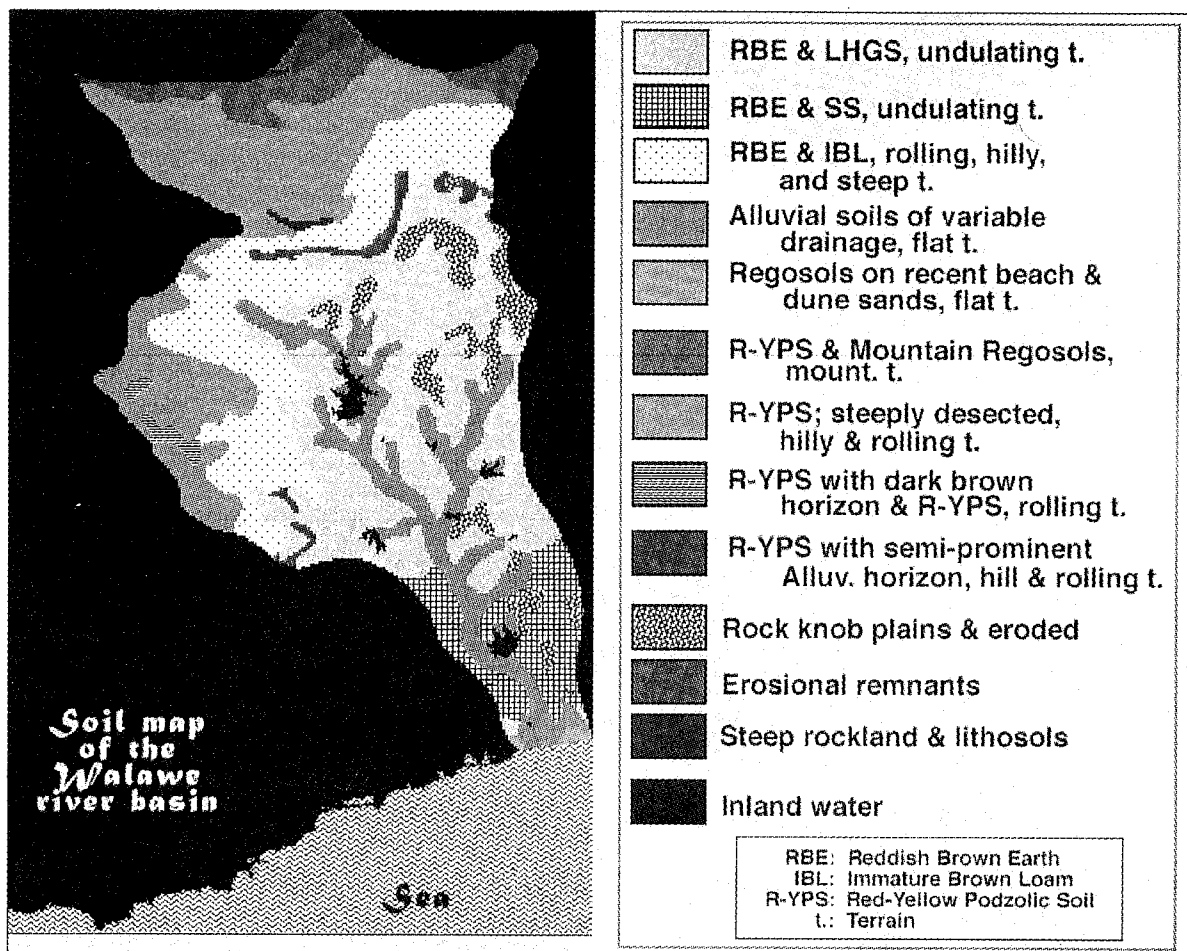 Soil map
of the
Walawe
river basin
Sea
RBE & LHGS, undulating t.
RBE & SS, undulating t.
RBE & IBL, rolling, hilly,
and steep t.
Alluvial soils of variable
drainage, flat t.
Regosols on recent beach &
dune sands, flat t.
R-YPS & Mountain Regosols,
mount. t.
R-YPS; steeply desected,
hilly & rolling t.
R-YPS with dark brown
horizon & R-YPS, rolling t.
R-YPS with semi-prominent
Alluv. horizon, hill & rolling t.
Rock knob plains & eroded
Erosional remnants
Steep rockland & lithosols
Inland water
RBE: Reddish Brown Earth
IBL: Immature Brown Loam
R-YPS: Red-Yellow Podzolic Soil
t.: Terrain